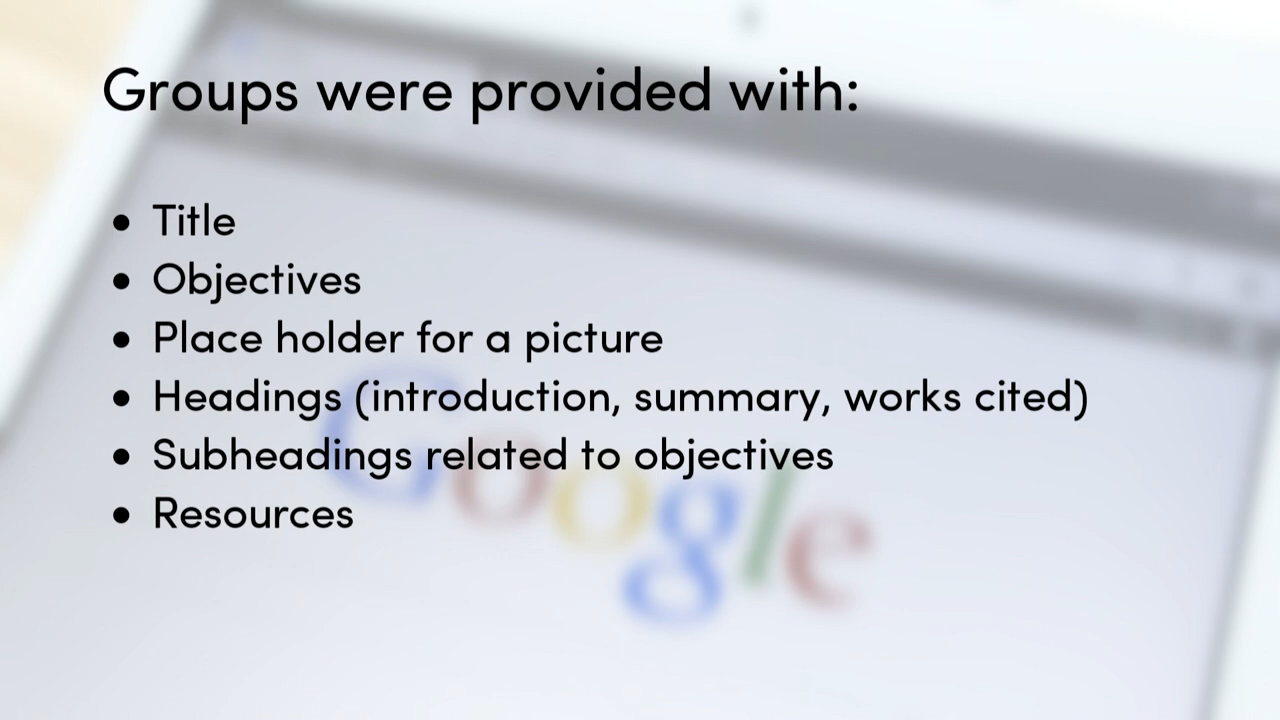 Groups were provided with:
• Title
• Objectives
• Place holder for a picture
• Headings (introduction, summary, works cited)
• Subheadings related to objectives
• Resources
Google